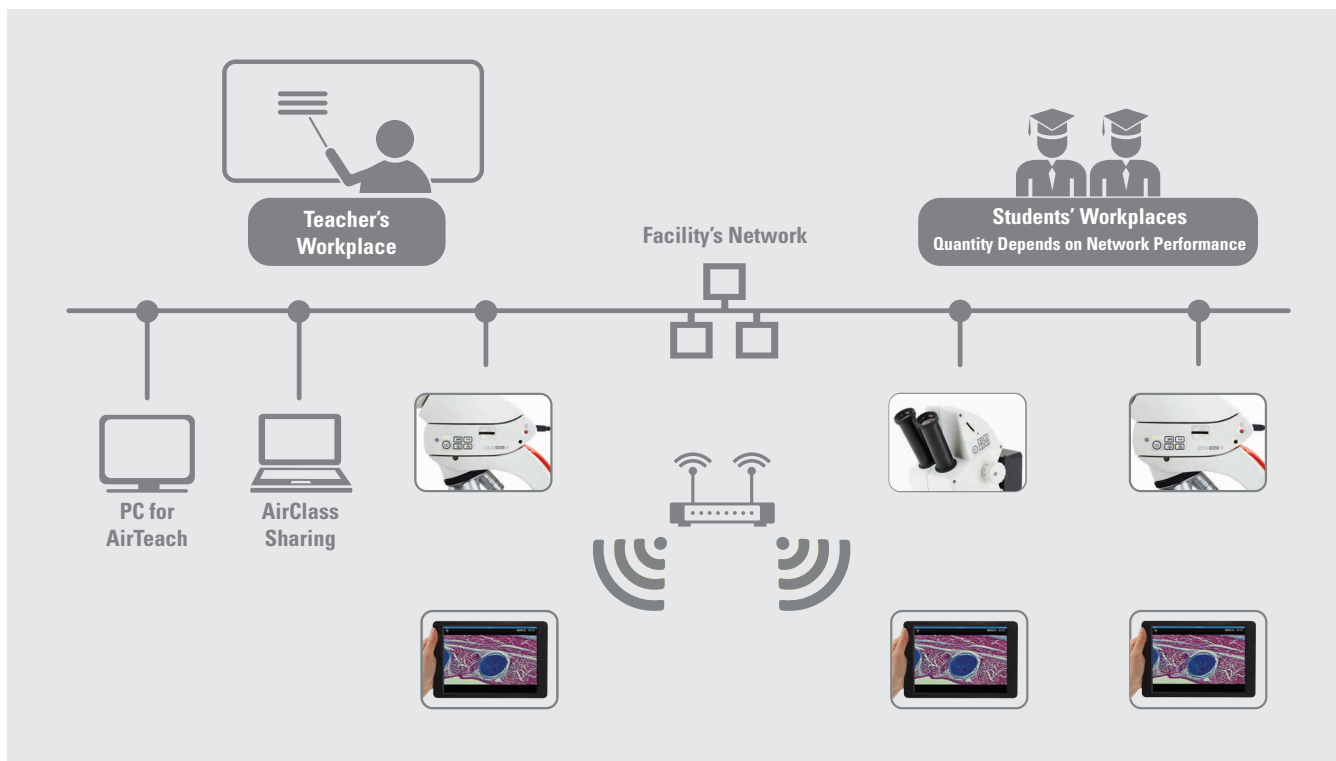 Teacher's
Workplace
Facility's Network
Students' Workplaces
Quantity Depends on Network Performance
PC for
AirTeach
AirClass
Sharing